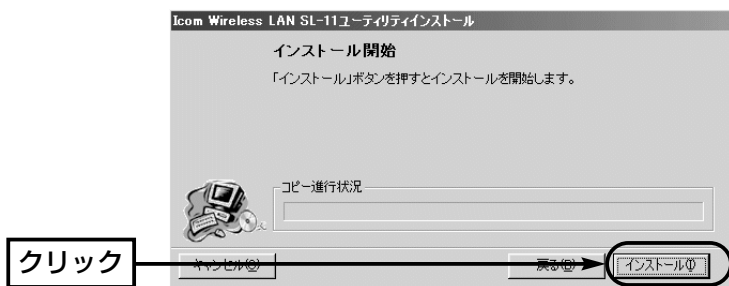 Icom Wireless LAN SL-11ユーティリティインストール
インストール開始
「インストール」ボタンを押すとインストールを開始します。
コピー進行状況
クリック
キャンセル(C)
戻る(B)
インストール(I)